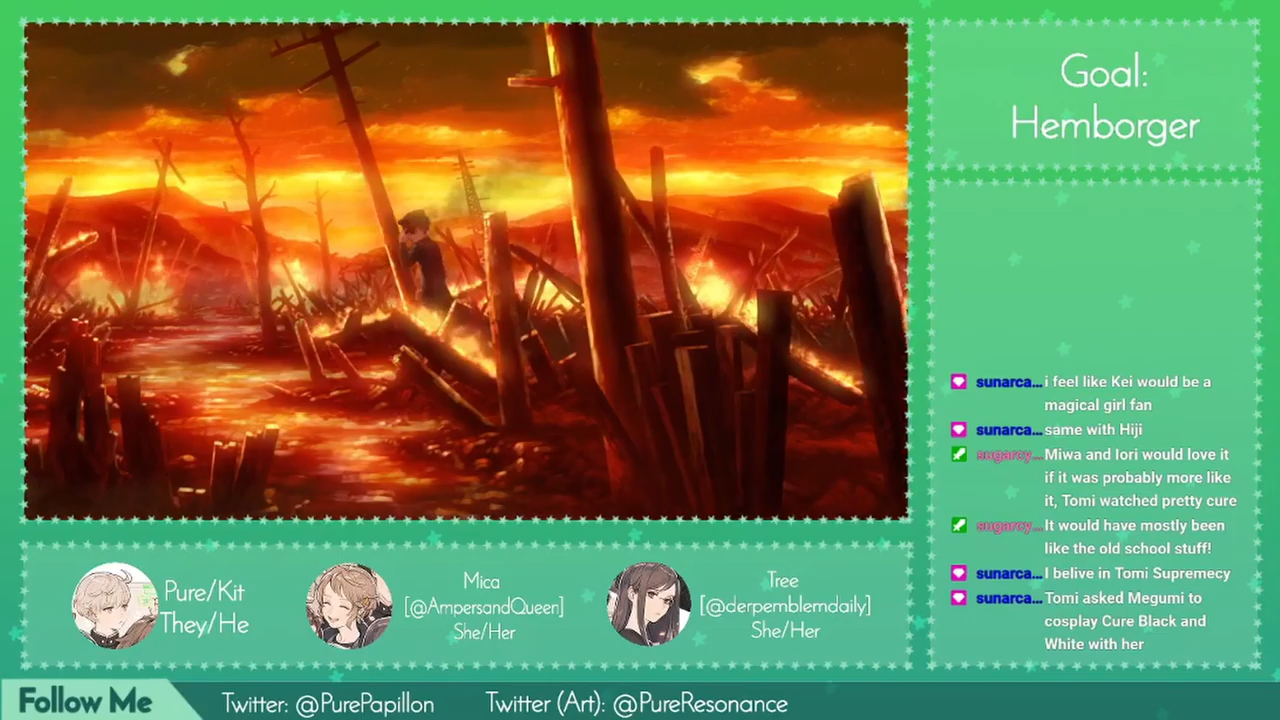 Goal:
Hemborger
sunarca... i feel like Kei would be a
magical girl fan
sunarca... same with Hiji
sugarcy... Miwa and Iori would love it
if it was probably more like
it, Tomi watched pretty cure
sugarcy... It would have mostly been
like the old school stuff!
sunarca... I belive in Tomi Supremecy
sunarca... Tomi asked Megumi to
cosplay Cure Black and
White with her
Pure/Kit
They/He
Mica
[@AmpersandQueen]
She/Her
Tree
[@derpemblemdaily]
She/Her
Follow Me
Twitter: @PurePapillon
Twitter (Art): @PureResonance